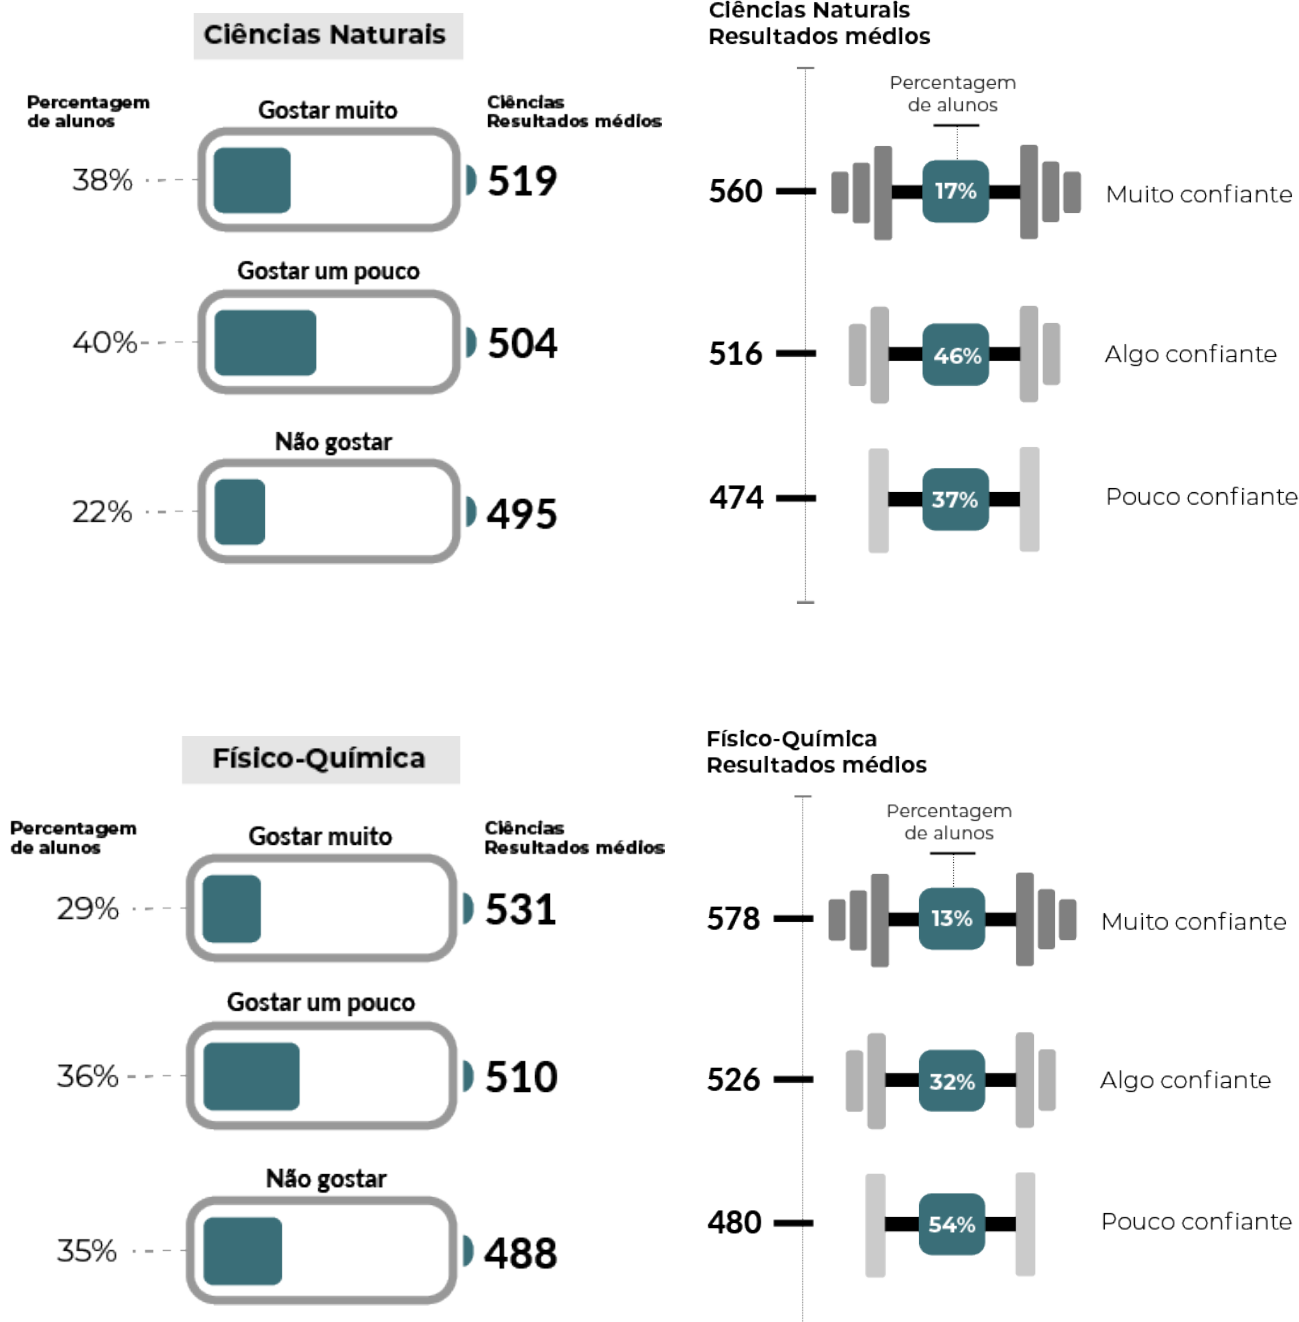 Ciências Naturais
Percentagem
de alunos
Gostar muito
Ciências
Resultados médios
38%
519
Gostar um pouco
40%
504
Não gostar
22%
495
Ciências Naturais
Resultados médios
Percentagem
de alunos
560
17%
Muito confiante
516
46%
Algo confiante
474
37%
Pouco confiante
Físico-Química
Percentagem
de alunos
Gostar muito
Ciências
Resultados médios
29%
531
Gostar um pouco
36%
510
Não gostar
35%
488
Físico-Química
Resultados médios
Percentagem
de alunos
578
13%
Muito confiante
526
32%
Algo confiante
480
54%
Pouco confiante